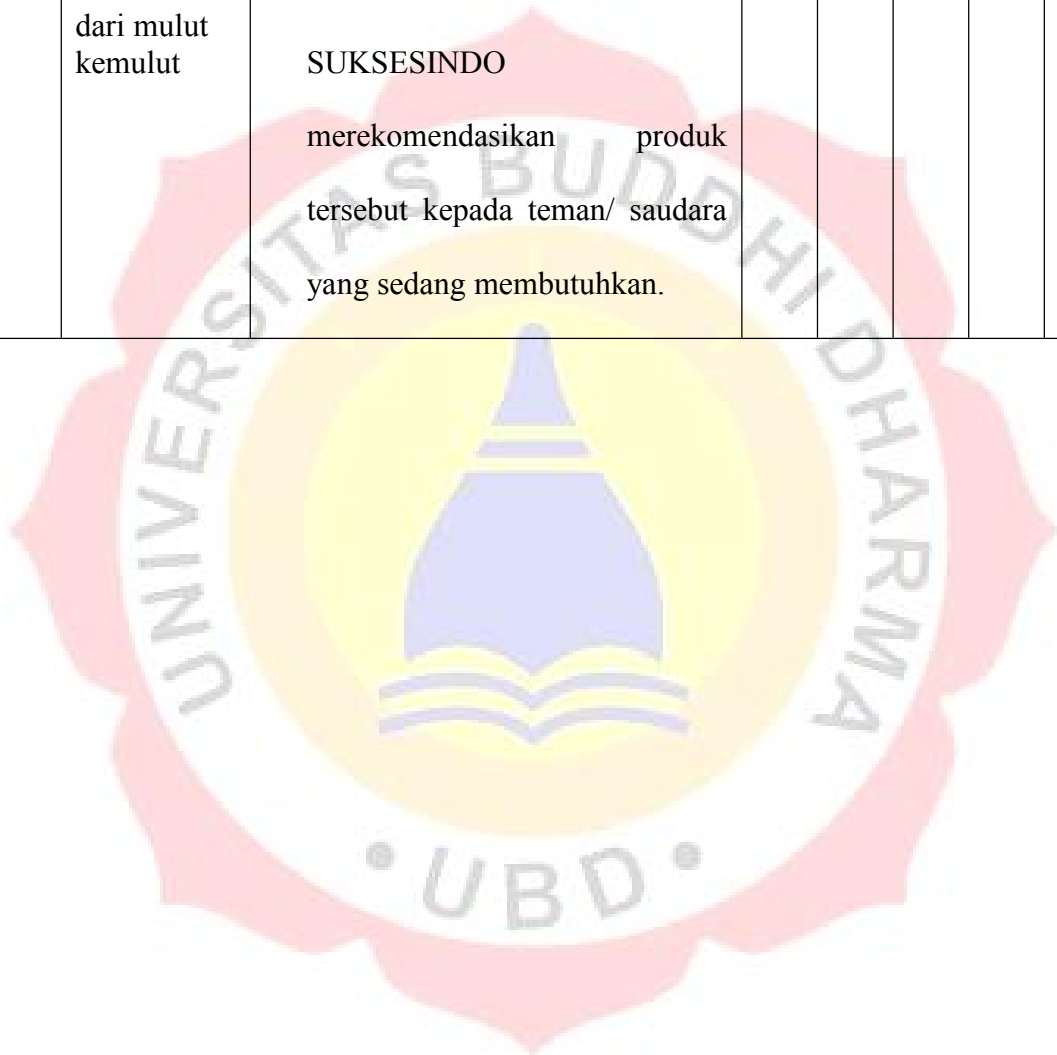 dari mulut
kemulut
SUKSESINDO
merekomendasikan produk
tersebut kepada teman/ saudara
yang sedang membutuhkan.
UNIVERSITAS BUDDHI DHARMA
• UBD •